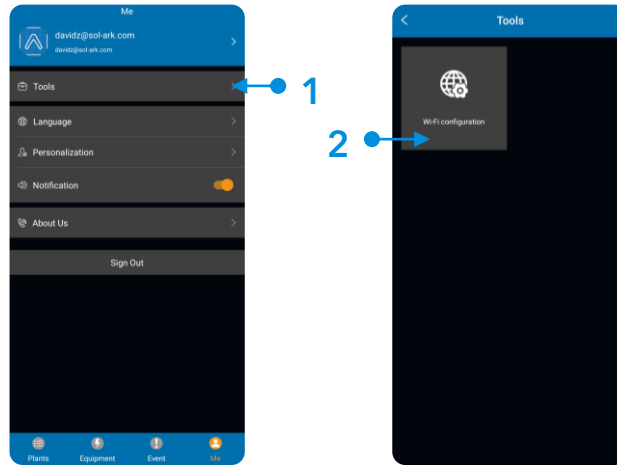 Me
davidz@sol-ark.com
davidz@sol-ark.com
Tools
1
Language
Personalization
Notification
About Us
Sign Out
Plants
Equipment
Event
Me
Tools
Wi-Fi configuration
2